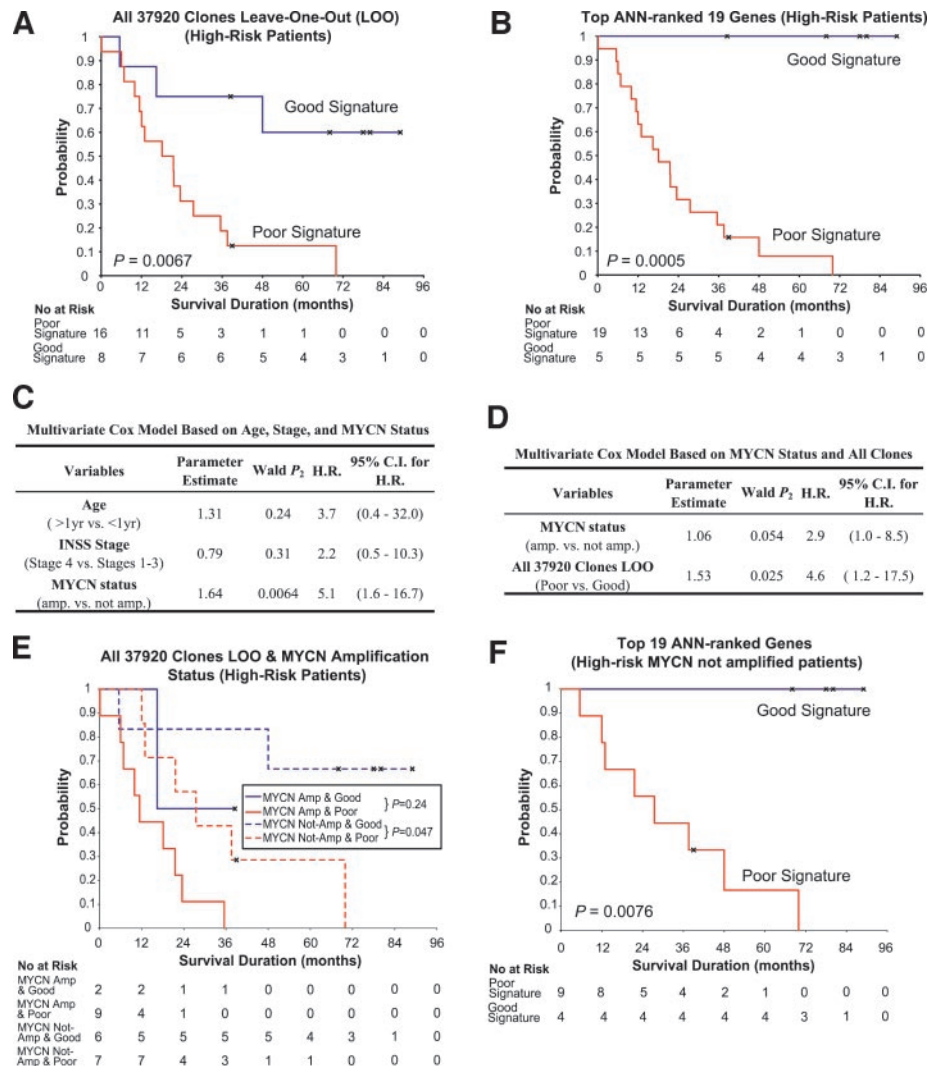 A
All 37920 Clones Leave-One-Out (LOO)
(High-Risk Patients)
1
0.9
0.8
0.7
0.6
0.5
0.4
0.3
0.2
0.1
0
Probability
Good Signature
Poor Signature
P = 0.0067
0 12 24 36 48 60 72 84 96
Survival Duration (months)
No at Risk
Poor
Signature 16 11 5 3 1 1 0 0 0
Good
Signature 8 7 6 6 5 4 3 1 0
B
Top ANN-ranked 19 Genes (High-Risk Patients)
1
0.9
0.8
0.7
0.6
0.5
0.4
0.3
0.2
0.1
0
Probability
Good Signature
Poor Signature
P = 0.0005
0 12 24 36 48 60 72 84 96
Survival Duration (months)
No at Risk
Poor
Signature 19 13 6 4 2 1 0 0 0
Good
Signature 5 5 5 5 4 4 3 1 0
C
Multivariate Cox Model Based on Age, Stage, and MYCN Status
Variables Parameter Estimate Wald P2 H.R. 95% C.I. for H.R.
Age
( >1yr vs. <1yr) 1.31 0.24 3.7 (0.4 - 32.0)
INSS Stage
(Stage 4 vs. Stages 1-3) 0.79 0.31 2.2 (0.5 - 10.3)
MYCN status
(amp. vs. not amp.) 1.64 0.0064 5.1 (1.6 - 16.7)
D
Multivariate Cox Model Based on MYCN Status and All Clones
Variables Parameter Estimate Wald P2 H.R. 95% C.I. for H.R.
MYCN status
(amp. vs. not amp.) 1.06 0.054 2.9 (1.0 - 8.5)
All 37920 Clones LOO
(Poor vs. Good) 1.53 0.025 4.6 ( 1.2 - 17.5)
E
All 37920 Clones LOO & MYCN Amplification
Status (High-Risk Patients)
1
0.9
0.8
0.7
0.6
0.5
0.4
0.3
0.2
0.1
0
Probability
MYCN Amp & Good
MYCN Amp & Poor
} P=0.24
MYCN Not-Amp & Good
MYCN Not-Amp & Poor
} P=0.047
0 12 24 36 48 60 72 84 96
Survival Duration (months)
No at Risk
MYCN Amp
& Good 2 2 1 1 0 0 0 0 0
MYCN Amp
& Poor 9 4 1 0 0 0 0 0 0
MYCN Not-
Amp & Good 6 5 5 5 5 4 3 1 0
MYCN Not-
Amp & Poor 7 7 4 3 1 1 0 0 0
F
Top 19 ANN-ranked Genes
(High-risk MYCN not amplified patients)
1
0.9
0.8
0.7
0.6
0.5
0.4
0.3
0.2
0.1
0
Probability
Good Signature
Poor Signature
P = 0.0076
0 12 24 36 48 60 72 84 96
Survival Duration (months)
No at Risk
Poor
Signature 9 8 5 4 2 1 0 0 0
Good
Signature 4 4 4 4 4 4 3 1 0